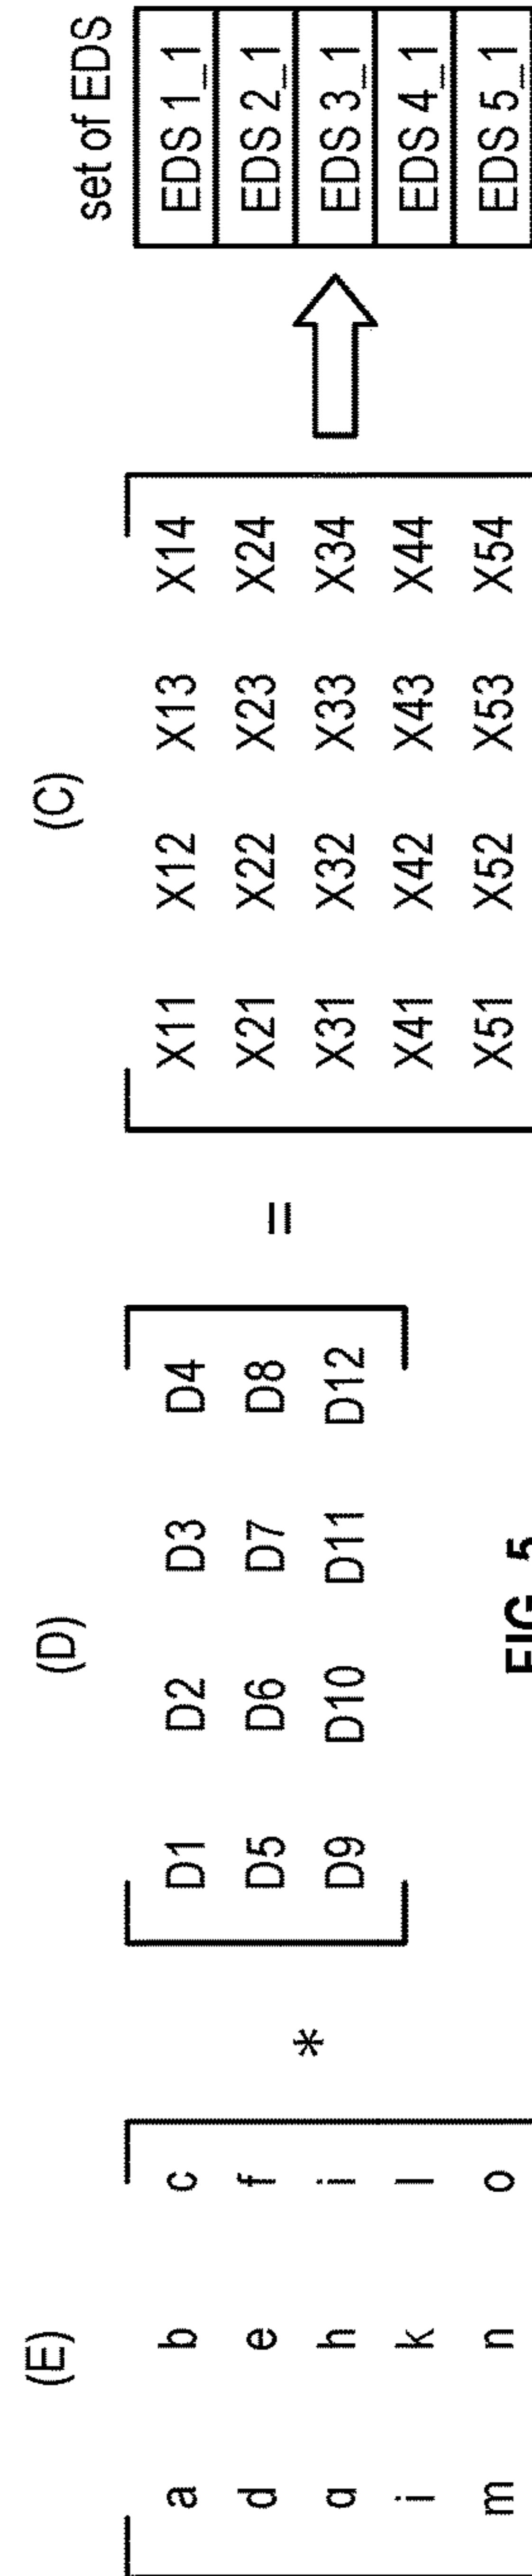 (E) (D) (C) set of EDS
a b c D1 D2 D3 D4 X11 X12 X13 X14 EDS 1_1
d e f D5 D6 D7 D8 X21 X22 X23 X24 EDS 2_1
* =
g h i D9 D10 D11 D12 X31 X32 X33 X34 EDS 3_1
j k l X41 X42 X43 X44 EDS 4_1
m n o X51 X52 X53 X54 EDS 5_1
FIG. 5